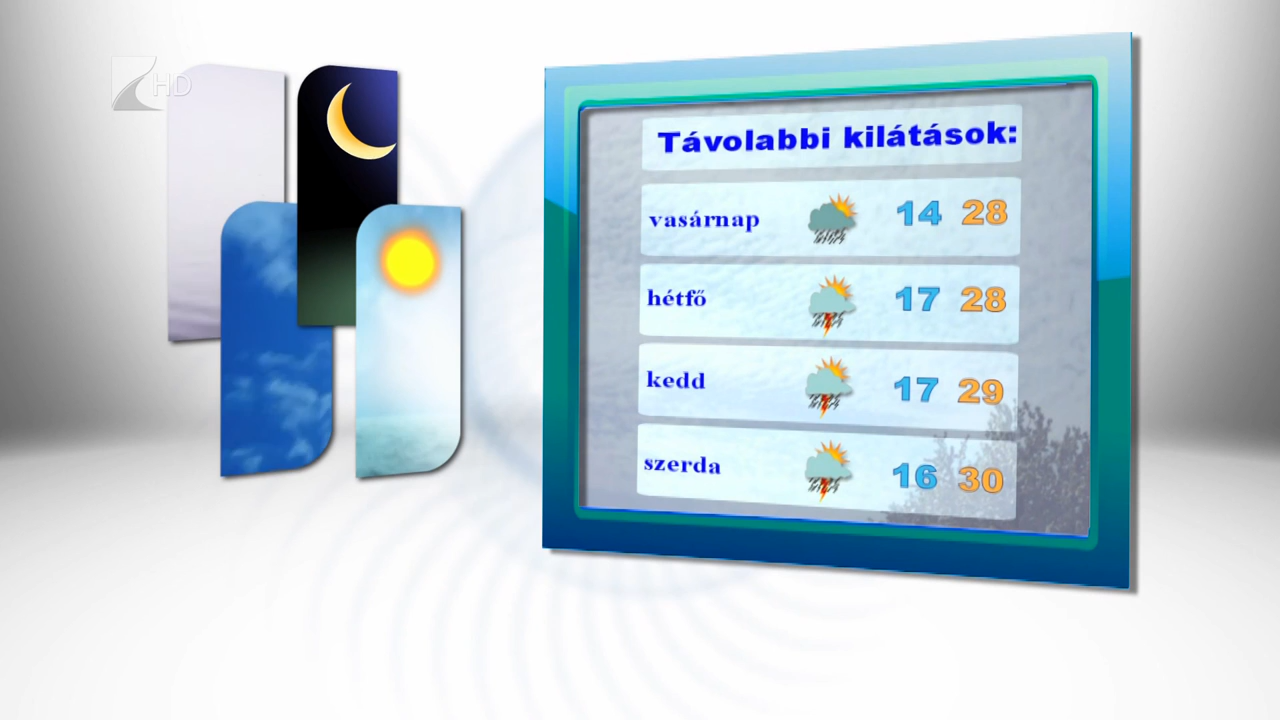 HD
Távolabbi kilátások:
vasárnap 14 28
hétfő 17 28
kedd 17 29
szerda 16 30